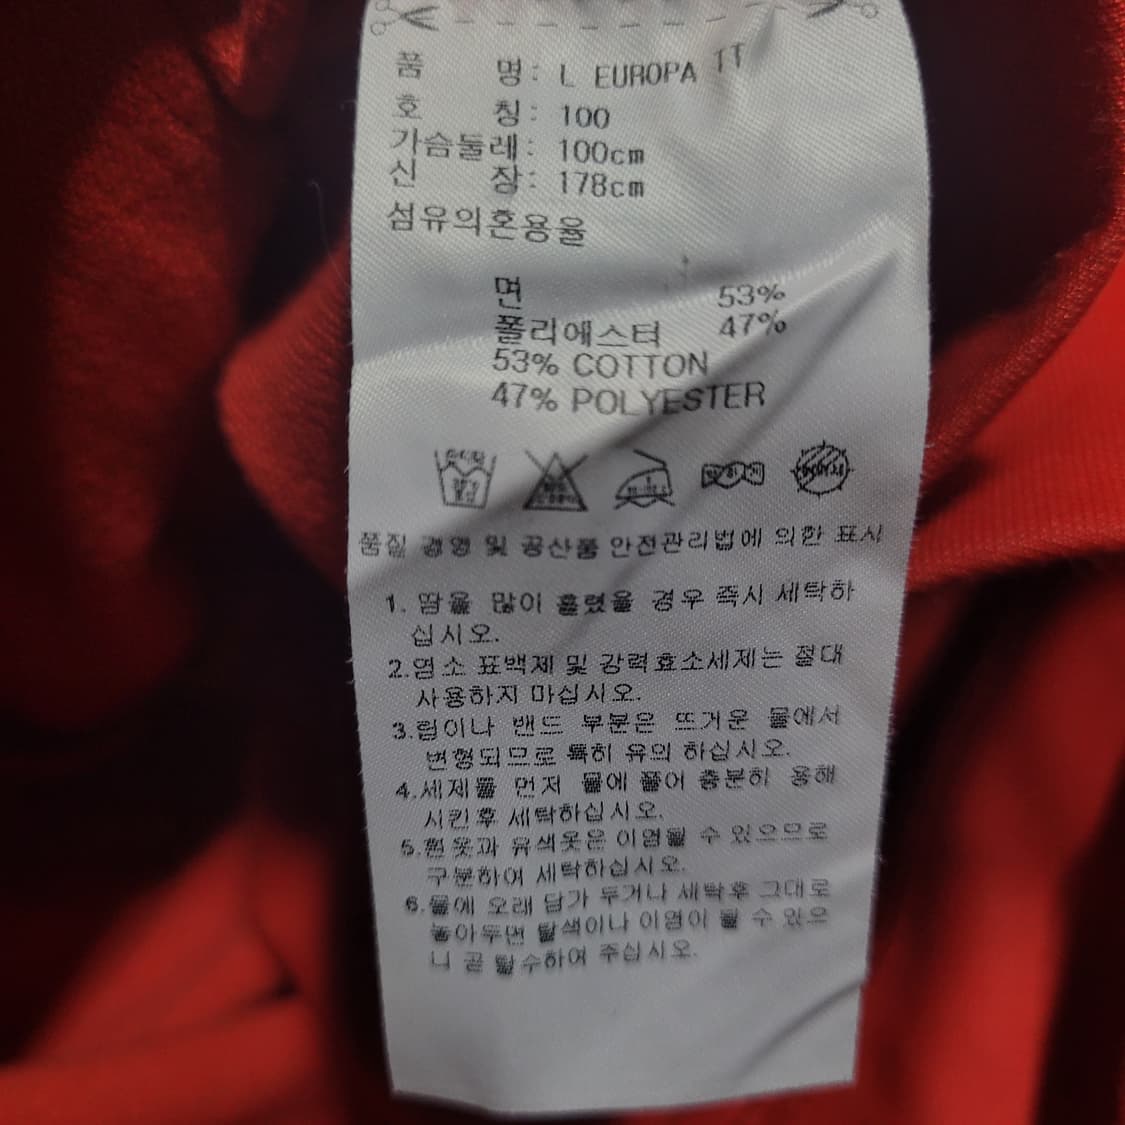 품 명: L EUROPA TT
호 칭: 100
가슴둘레: 100cm
신 장: 178cm
섬유의혼용율
면 53%
폴리에스터 47%
53% COTTON
47% POLYESTER
품질 경영 및 공산품 안전관리법에 의한 표시
1. 땀을 많이 흘렸을 경우 즉시 세탁하
십시오.
2.염소 표백제 및 강력효소세제는 절대
사용하지 마십시오.
3.립이나 밴드 부분은 뜨거운 물에서
변형되므로 특히 유의 하십시오.
4.세제를 먼저 물에 풀어 충분히 용해
시킨후 세탁하십시오.
5.흰옷과 유색옷은 이염될 수 있으므로
구분하여 세탁하십시오.
6.물에 오래 담가 두거나 세탁후 그대로
놓아두면 탈색이나 이염이 될 수 있으
니 곧 탈수하여 주십시오.